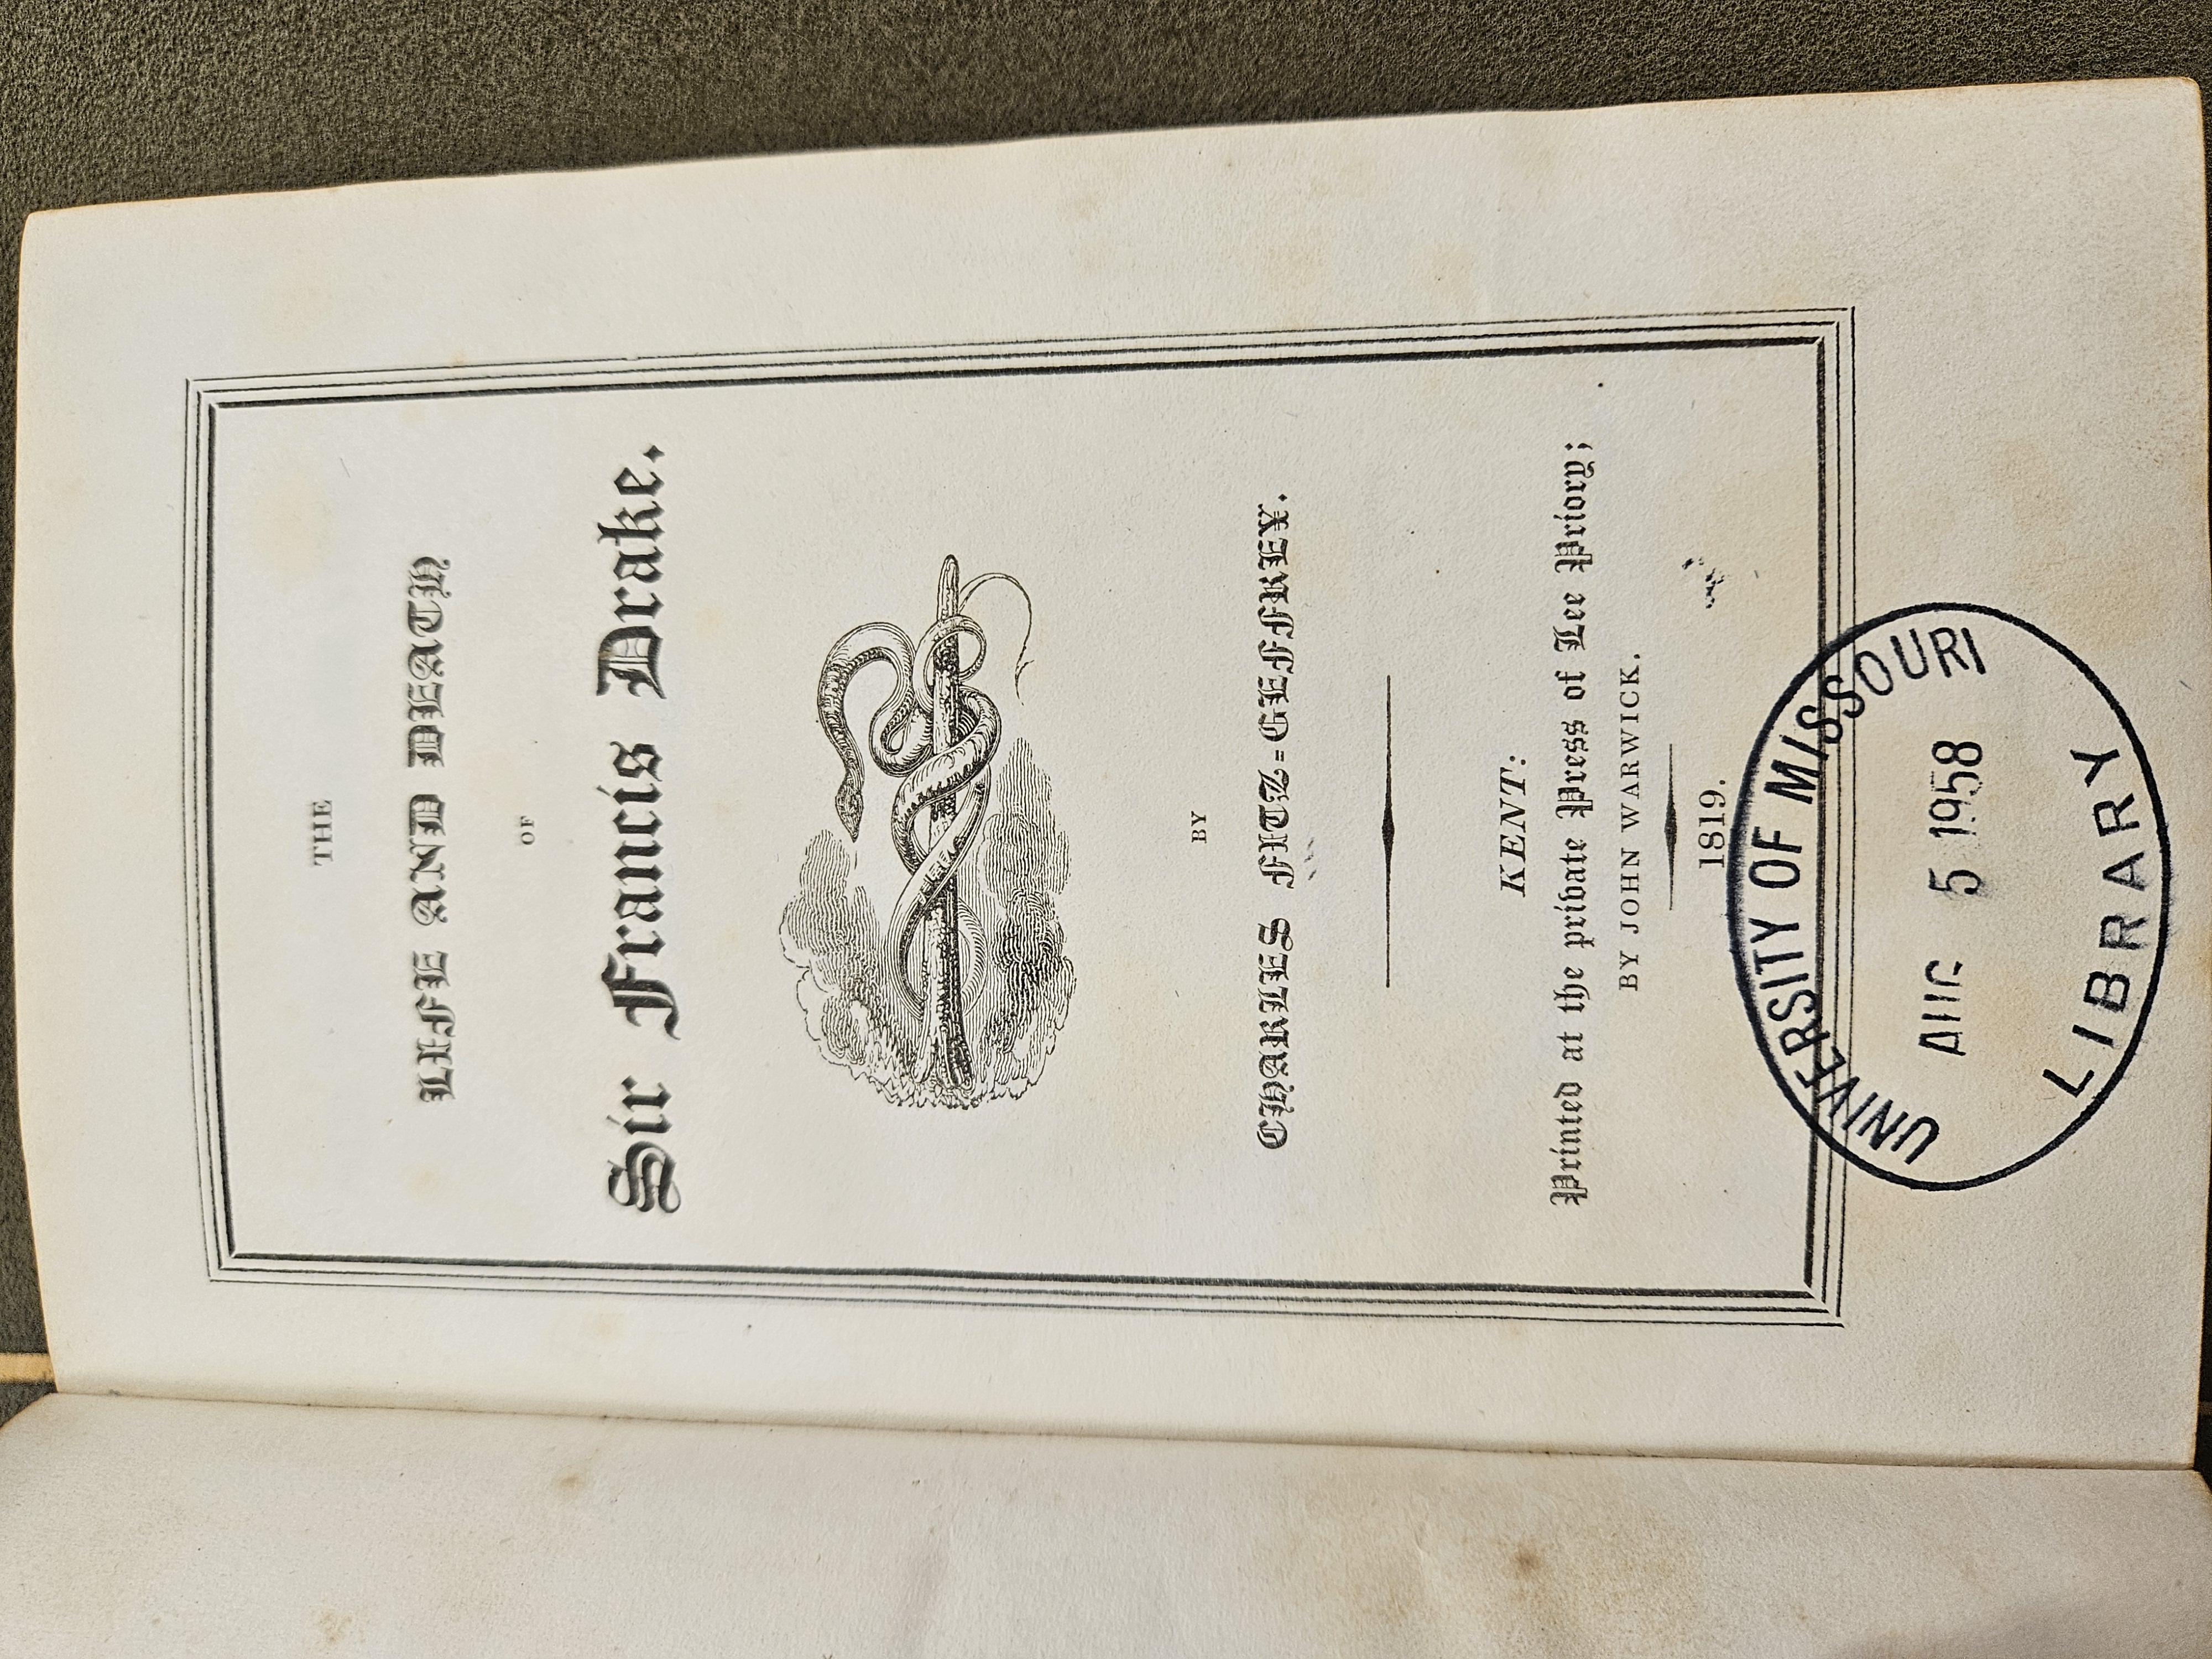 THE
LIFE AND DEATH
OF
Sir Francis Drake.
BY
CHARLES FITZ=GEFFREY.
KENT:
Printed at the private Press of Lee Priory;
BY JOHN WARWICK.
1819.
UNIVERSITY OF MISSOURI
AUG 5 1958
LIBRARY